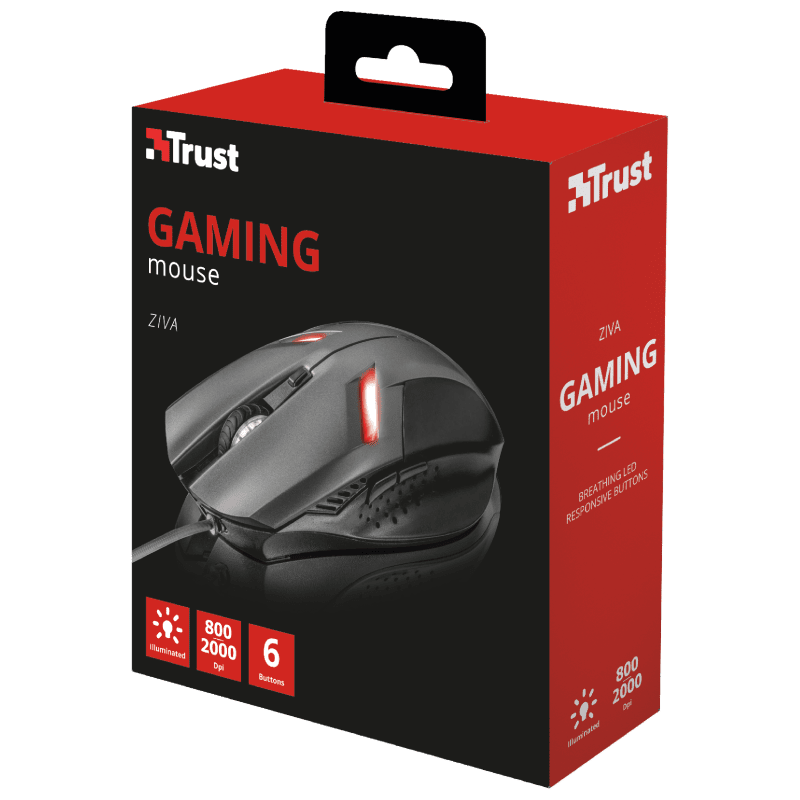 Trust
GAMING
mouse
ZIVA
illuminated
800
2000
Dpi
6
Buttons
Trust
ZIVA
GAMING
mouse
BREATHING LED
RESPONSIVE BUTTONS
illuminated
800
2000
Dpi